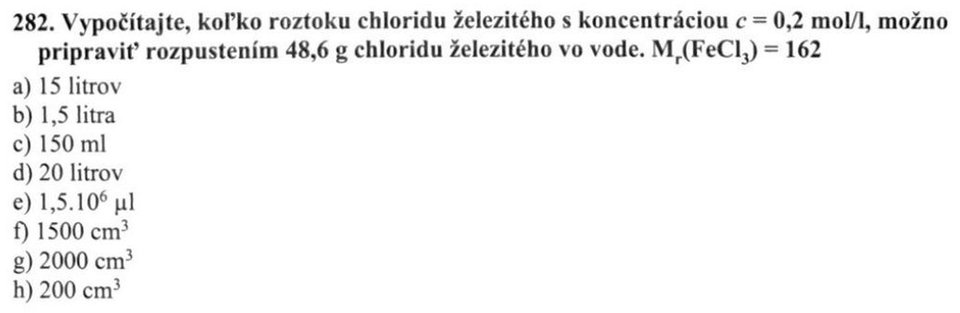 282. Vypočítajte, koľko roztoku chloridu železitého s koncentráciou c = 0,2 mol/l, možno
pripraviť rozpustením 48,6 g chloridu železitého vo vode. Mᵣ(FeCl₃) = 162
a) 15 litrov
b) 1,5 litra
c) 150 ml
d) 20 litrov
e) 1,5.10⁶ μl
f) 1500 cm³
g) 2000 cm³
h) 200 cm³